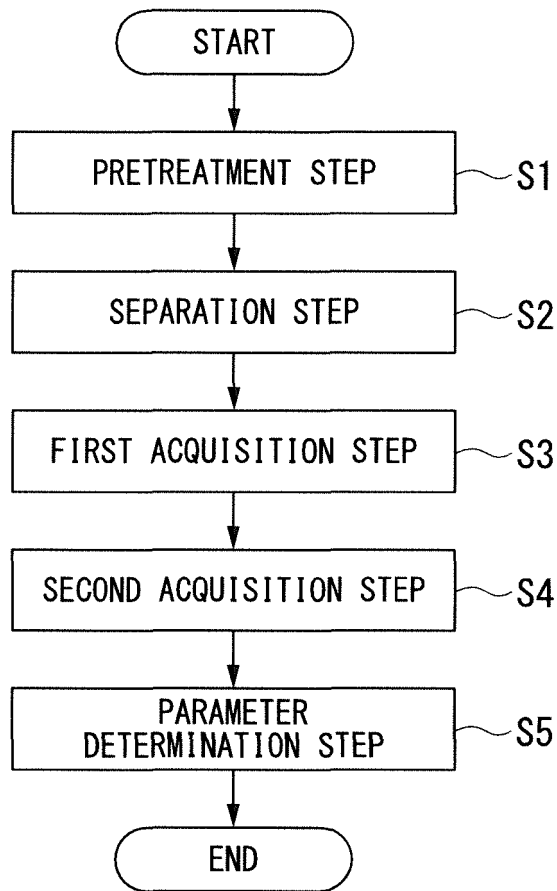 START
PRETREATMENT STEP
S1
SEPARATION STEP
S2
FIRST ACQUISITION STEP
S3
SECOND ACQUISITION STEP
S4
PARAMETER
DETERMINATION STEP
S5
END